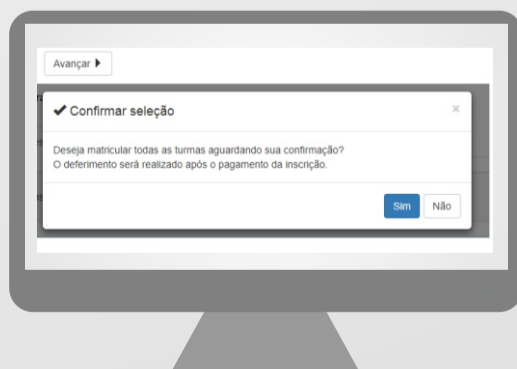 Avançar
✔ Confirmar seleção ×
Deseja matricular todas as turmas aguardando sua confirmação?
O deferimento será realizado após o pagamento da inscrição.
Sim Não